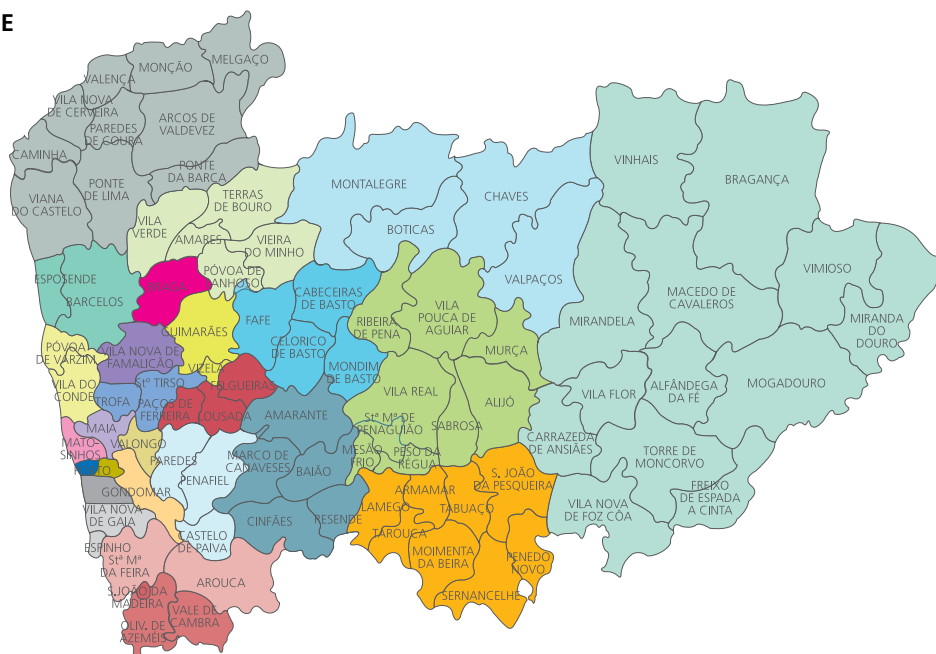 E
MELGAÇO
MONÇÃO
VALENÇA
VILA NOVA
DE CERVEIRA
PAREDES
DE COURA
ARCOS DE
VALDEVEZ
CAMINHA
PONTE
DA BARCA
PONTE
DE LIMA
VIANA
DO CASTELO
TERRAS
DE BOURO
VILA
VERDE
AMARES
VIEIRA
DO MINHO
PÓVOA DE
LANHOSO
MONTALEGRE
BOTICAS
CHAVES
VALPAÇOS
VINHAIS
BRAGANÇA
VIMIOSO
MIRANDA
DO
DOURO
MACEDO DE
CAVALEROS
MIRANDELA
MOGADOURO
ALFÂNDEGA
DA FÉ
VILA FLOR
CARRAZEDA
DE ANSIÃES
TORRE DE
MONCORVO
FREIXO
DE ESPADA
A CINTA
VILA NOVA
DE FOZ CÔA
ESPOSENDE
BARCELOS
BRAGA
GUIMARÃES
VIZELA
FAFE
CABECEIRAS
DE BASTO
CELORICO
DE BASTO
MONDIM
DE BASTO
RIBEIRA
DE PENA
VILA
POUCA DE
AGUIAR
MURÇA
VILA REAL
ALIJÓ
SABROSA
Stª Mª DE
PENAGUIÃO
MESÃO
FRIO
PESO DA
RÉGUA
PÓVOA
DE VARZIM
VILA NOVA DE
FAMALICÃO
VILA DO
CONDE
TROFA
Stº TIRSO
PAÇOS DE
FERREIRA
FELGUEIRAS
LOUSADA
AMARANTE
MARCO DE
CANAVESES
BAIÃO
CINFÃES
RESENDE
MAIA
MATO-
SINHOS
VALONGO
PORTO
GONDOMAR
PAREDES
PENAFIEL
CASTELO
DE PAIVA
VILA NOVA
DE GAIA
ESPINHO
Stª Mª
DA FEIRA
AROUCA
S.JOÃO DA
MADEIRA
VALE DE
CAMBRA
OLIV. DE
AZEMÉIS
S. JOÃO
DA PESQUEIRA
ARMAMAR
LAMEGO
TABUAÇO
TAROUCA
MOIMENTA
DA BEIRA
PENEDO
NOVO
SERNANCELHE